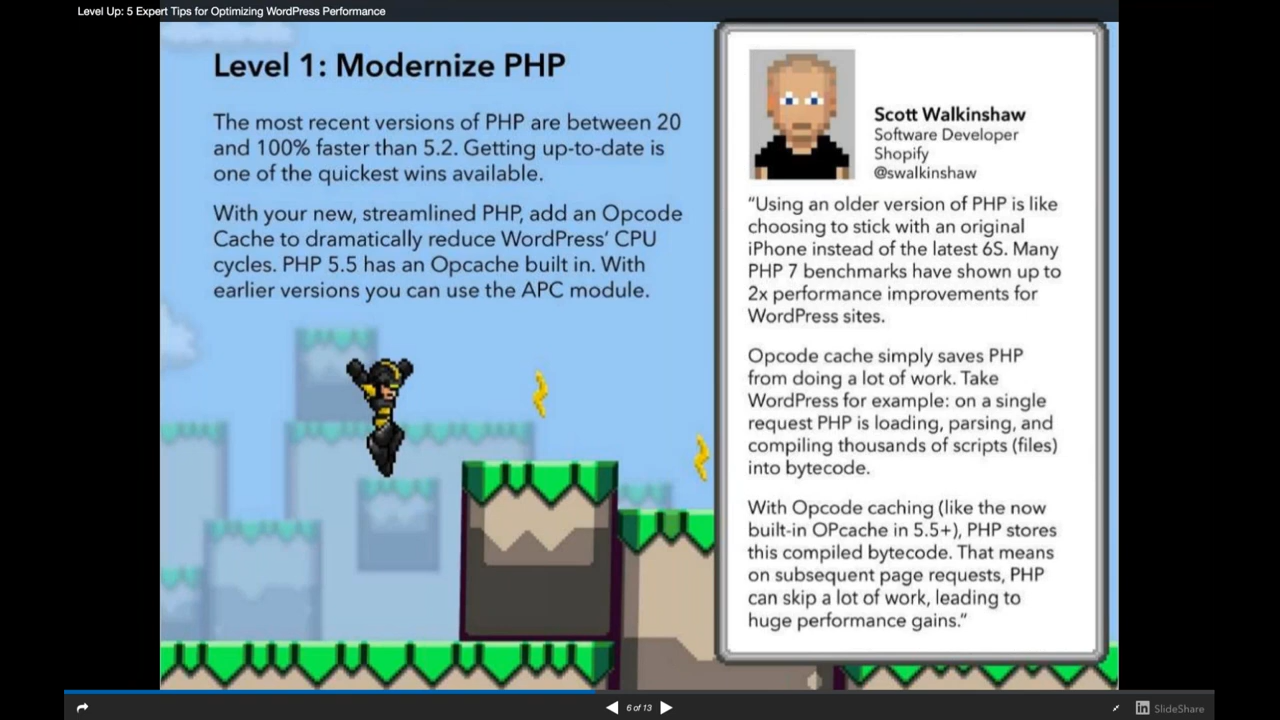 Level Up: 5 Expert Tips for Optimizing WordPress Performance
Level 1: Modernize PHP
The most recent versions of PHP are between 20
and 100% faster than 5.2. Getting up-to-date is
one of the quickest wins available.
With your new, streamlined PHP, add an Opcode
Cache to dramatically reduce WordPress’ CPU
cycles. PHP 5.5 has an Opcache built in. With
earlier versions you can use the APC module.
Scott Walkinshaw
Software Developer
Shopify
@swalkinshaw
“Using an older version of PHP is like
choosing to stick with an original
iPhone instead of the latest 6S. Many
PHP 7 benchmarks have shown up to
2x performance improvements for
WordPress sites.
Opcode cache simply saves PHP
from doing a lot of work. Take
WordPress for example: on a single
request PHP is loading, parsing, and
compiling thousands of scripts (files)
into bytecode.
With Opcode caching (like the now
built-in OPcache in 5.5+), PHP stores
this compiled bytecode. That means
on subsequent page requests, PHP
can skip a lot of work, leading to
huge performance gains.”
6 of 13
in SlideShare